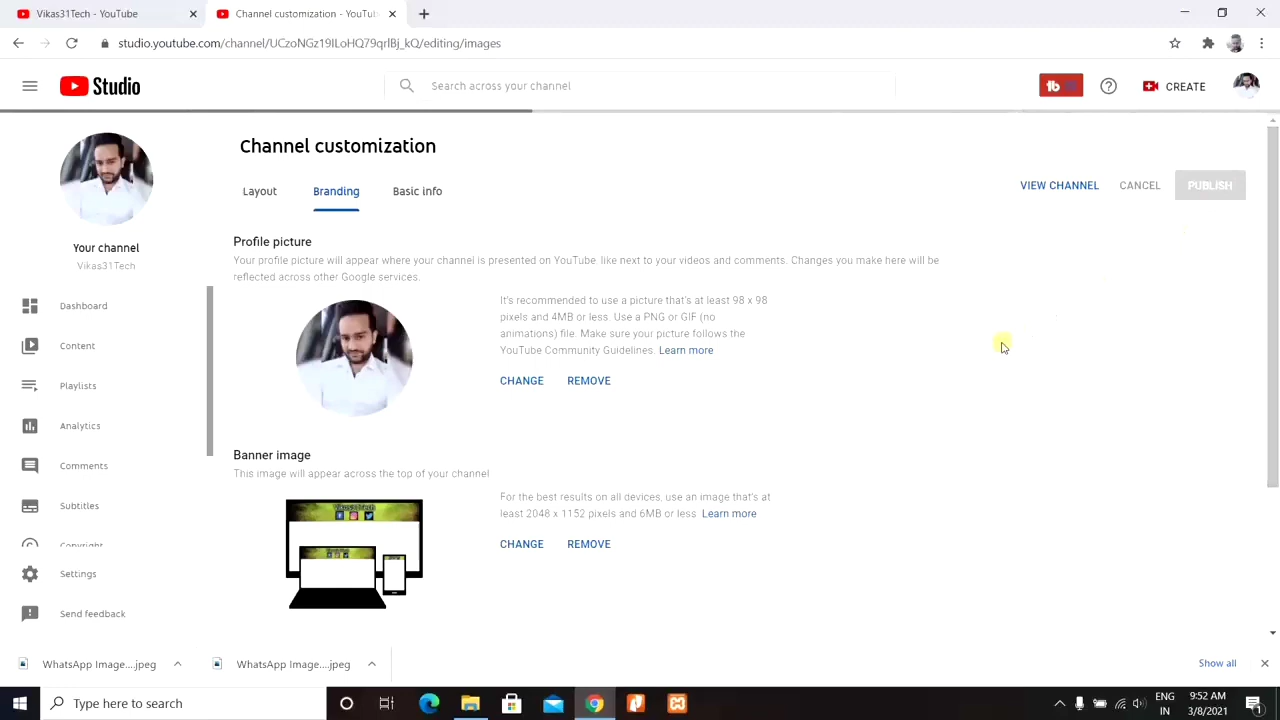 Vikas31Tech - YouTube
Channel customization - YouTub
studio.youtube.com/channel/UCzoNGz19ILoHQ79qrlBj_kQ/editing/images
Studio
Search across your channel
CREATE
Channel customization
Layout
Branding
Basic info
VIEW CHANNEL
CANCEL
PUBLISH
Your channel
Vikas31Tech
Dashboard
Content
Playlists
Analytics
Comments
Subtitles
Copyright
Settings
Send feedback
Profile picture
Your profile picture will appear where your channel is presented on YouTube, like next to your videos and comments. Changes you make here will be
reflected across other Google services.
It's recommended to use a picture that's at least 98 x 98
pixels and 4MB or less. Use a PNG or GIF (no
animations) file. Make sure your picture follows the
YouTube Community Guidelines. Learn more
CHANGE
REMOVE
Banner image
This image will appear across the top of your channel
Vikas31Tech
For the best results on all devices, use an image that's at
least 2048 x 1152 pixels and 6MB or less. Learn more
CHANGE
REMOVE
WhatsApp Image....jpeg
WhatsApp Image....jpeg
Show all
Type here to search
ENG
IN
9:52 AM
3/8/2021